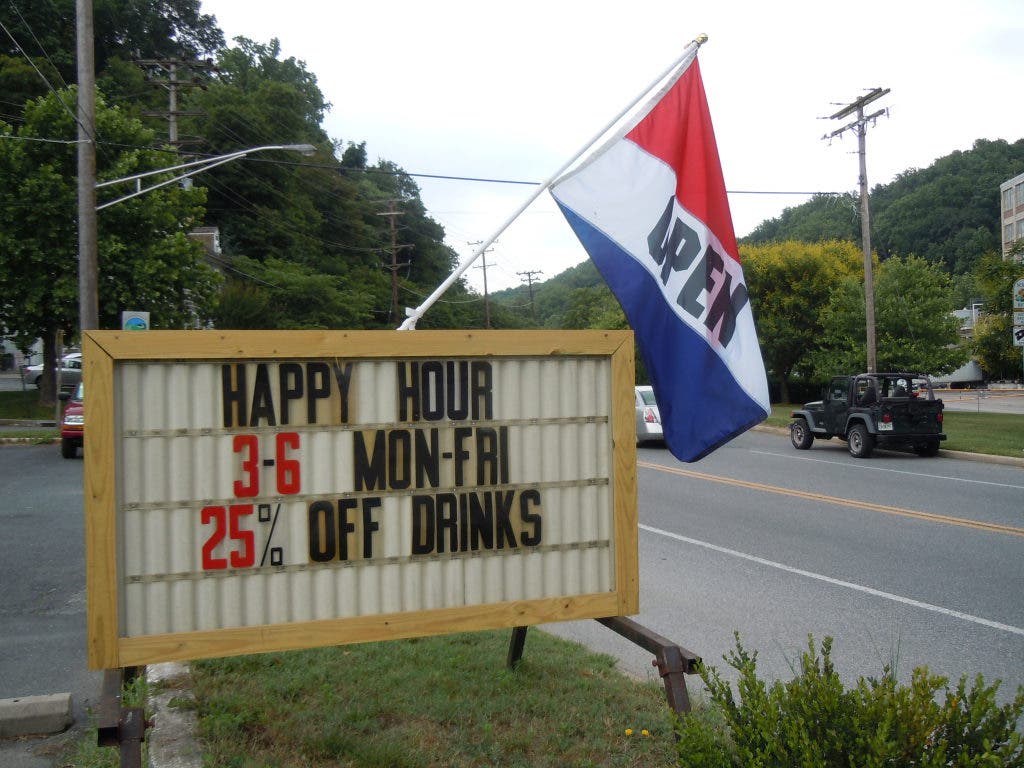 HAPPY HOUR
3-6 MON-FRI
25% OFF DRINKS
OPEN